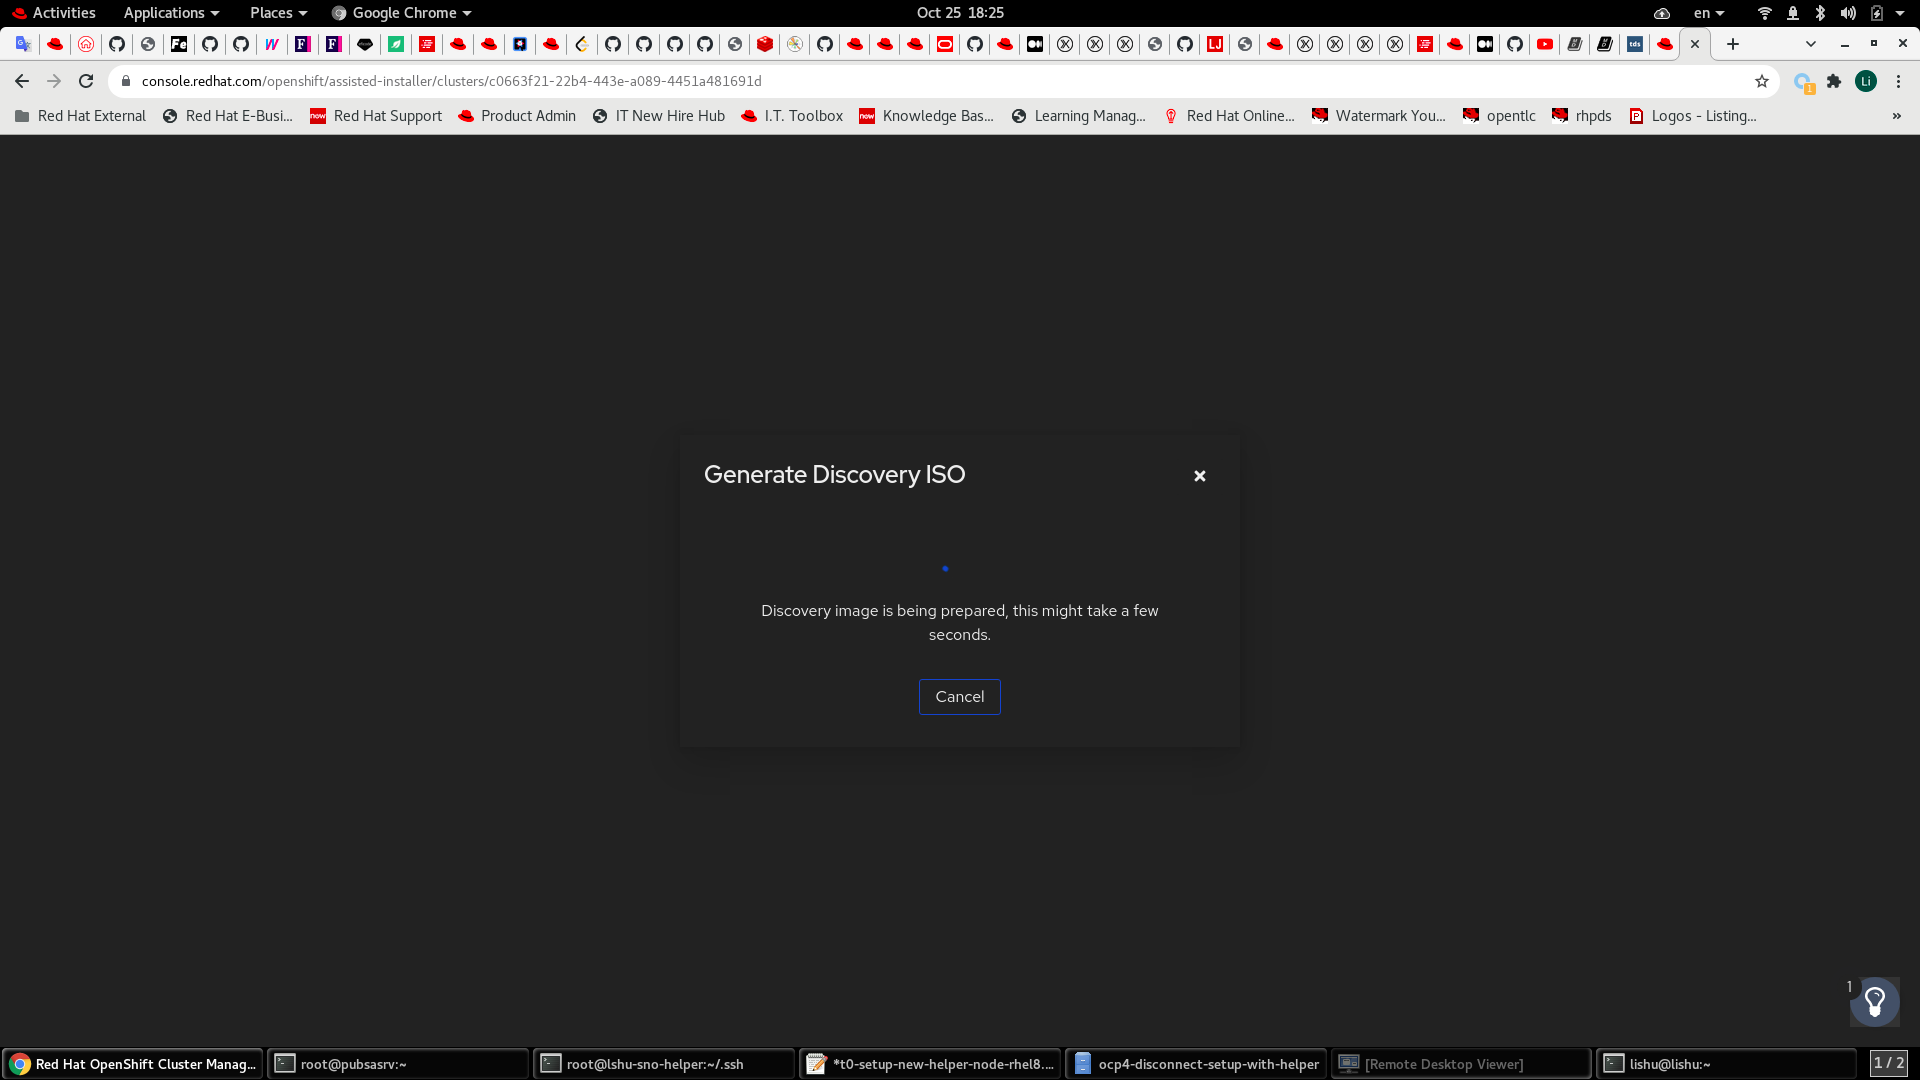 Activities Applications Places Google Chrome Oct 25 18:25 en
console.redhat.com/openshift/assisted-installer/clusters/c0663f21-22b4-443e-a089-4451a481691d Li
Red Hat External Red Hat E-Busi... Red Hat Support Product Admin IT New Hire Hub I.T. Toolbox Knowledge Bas... Learning Manag... Red Hat Online... Watermark You... opentlc rhpds Logos - Listing... »
Generate Discovery ISO
Discovery image is being prepared, this might take a few
seconds.
Cancel
1
Red Hat OpenShift Cluster Manag... root@pubsasrv:~ root@lshu-sno-helper:~/.ssh *t0-setup-new-helper-node-rhel8.... ocp4-disconnect-setup-with-helper [Remote Desktop Viewer] lishu@lishu:~ 1 / 2